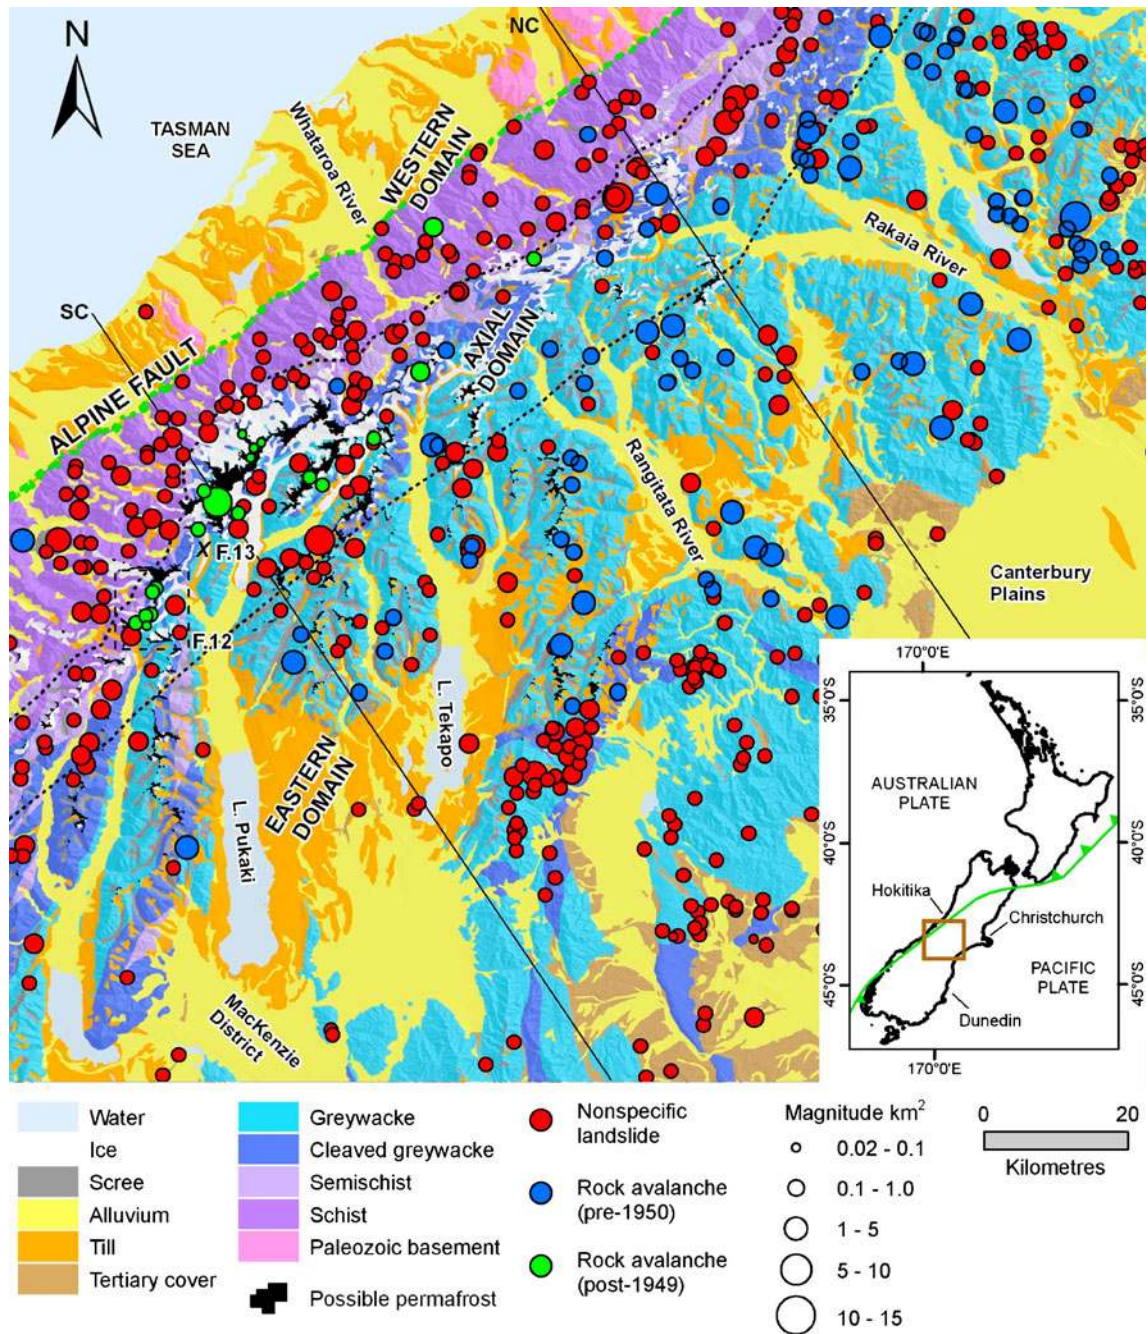 N
NC
TASMAN
SEA
Whataroa River
WESTERN
DOMAIN
Rakaia River
SC
ALPINE FAULT
AXIAL
DOMAIN
Rangitata River
X
F.13
F.12
Canterbury
Plains
L. Tekapo
EASTERN
DOMAIN
L. Pukaki
MacKenzie
District
170°0'E
35°0'S
35°0'S
AUSTRALIAN
PLATE
40°0'S
40°0'S
Hokitika
Christchurch
PACIFIC
PLATE
45°0'S
45°0'S
Dunedin
170°0'E
Water
Ice
Scree
Alluvium
Till
Tertiary cover
Greywacke
Cleaved greywacke
Semischist
Schist
Paleozoic basement
Possible permafrost
Nonspecific
landslide
Rock avalanche
(pre-1950)
Rock avalanche
(post-1949)
Magnitude km²
0.02 - 0.1
0.1 - 1.0
1 - 5
5 - 10
10 - 15
0 20
Kilometres